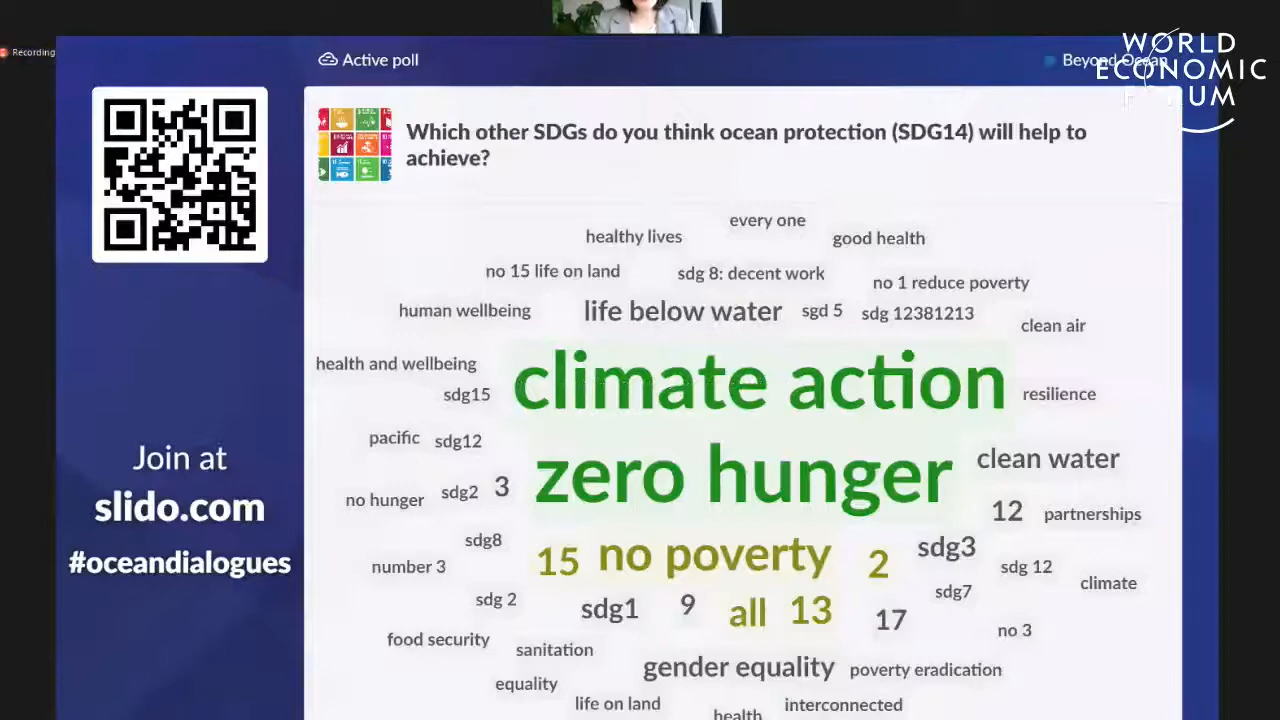 Recording
Active poll
Beyond Ocean
WORLD
ECONOMIC
FORUM
Which other SDGs do you think ocean protection (SDG14) will help to
achieve?
every one
healthy lives
good health
no 15 life on land
sdg 8: decent work
no 1 reduce poverty
human wellbeing
life below water
sgd 5
sdg 12381213
clean air
health and wellbeing
climate action
sdg15
resilience
pacific
sdg12
zero hunger
clean water
no hunger
sdg2
3
12
partnerships
sdg8
15
no poverty
2
sdg3
number 3
sdg 12
climate
sdg 2
sdg1
9
all
13
17
sdg7
no 3
food security
sanitation
gender equality
poverty eradication
equality
life on land
health
interconnected
Join at
slido.com
#oceandialogues